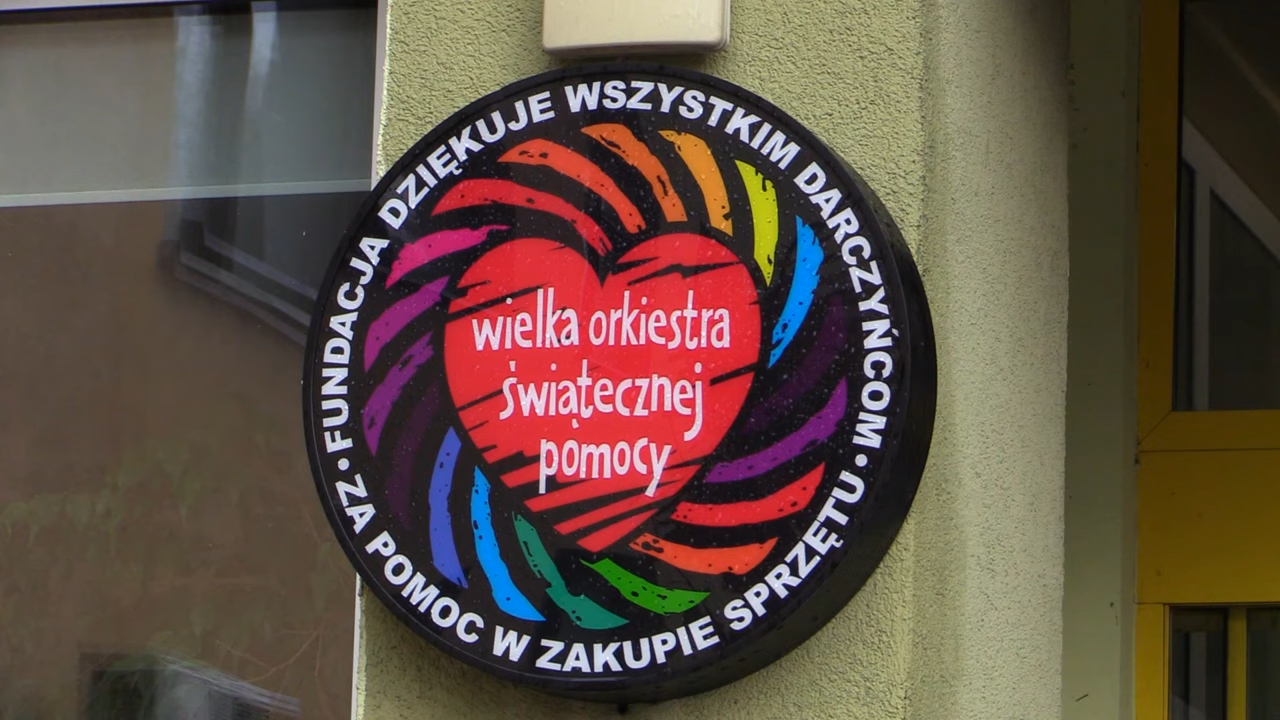 FUNDACJA DZIĘKUJE WSZYSTKIM DARCZYŃCOM
• ZA POMOC W ZAKUPIE SPRZĘTU •
wielka orkiestra
świątecznej
pomocy